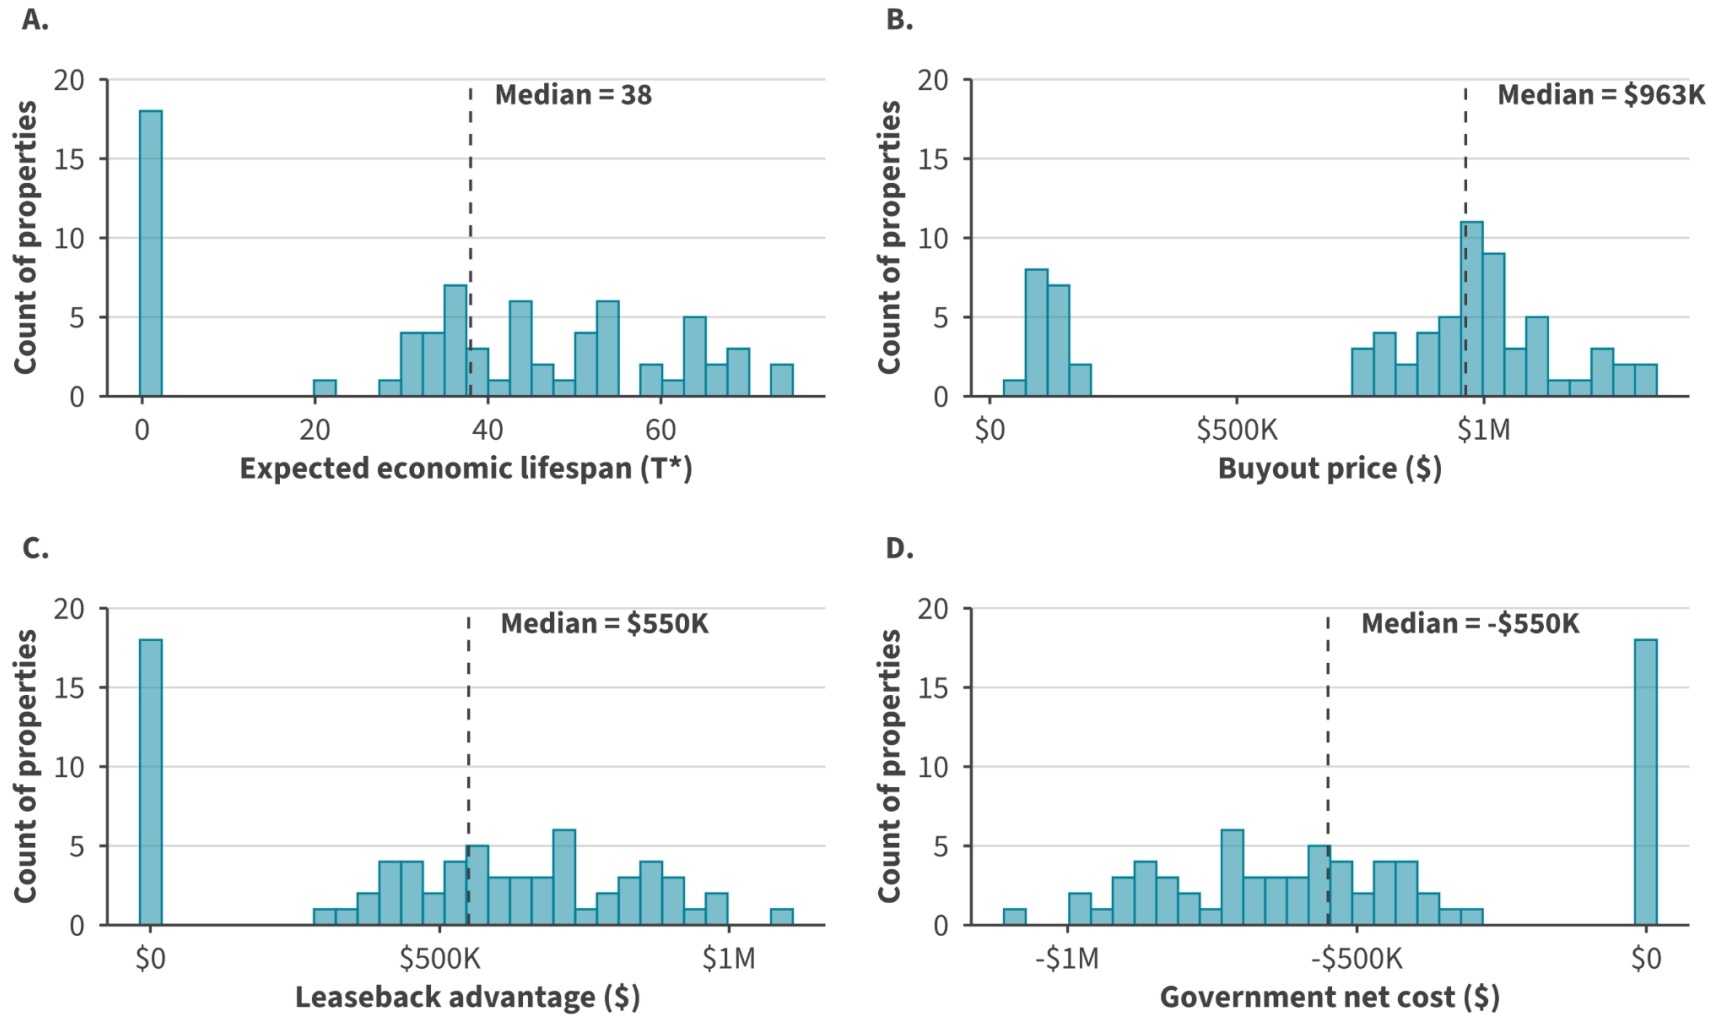 A.
Median = 38
20
15
10
5
0
Count of properties
0 20 40 60
Expected economic lifespan (T*)
B.
Median = $963K
20
15
10
5
0
Count of properties
$0 $500K $1M
Buyout price ($)
C.
Median = $550K
20
15
10
5
0
Count of properties
$0 $500K $1M
Leaseback advantage ($)
D.
Median = -$550K
20
15
10
5
0
Count of properties
-$1M -$500K $0
Government net cost ($)